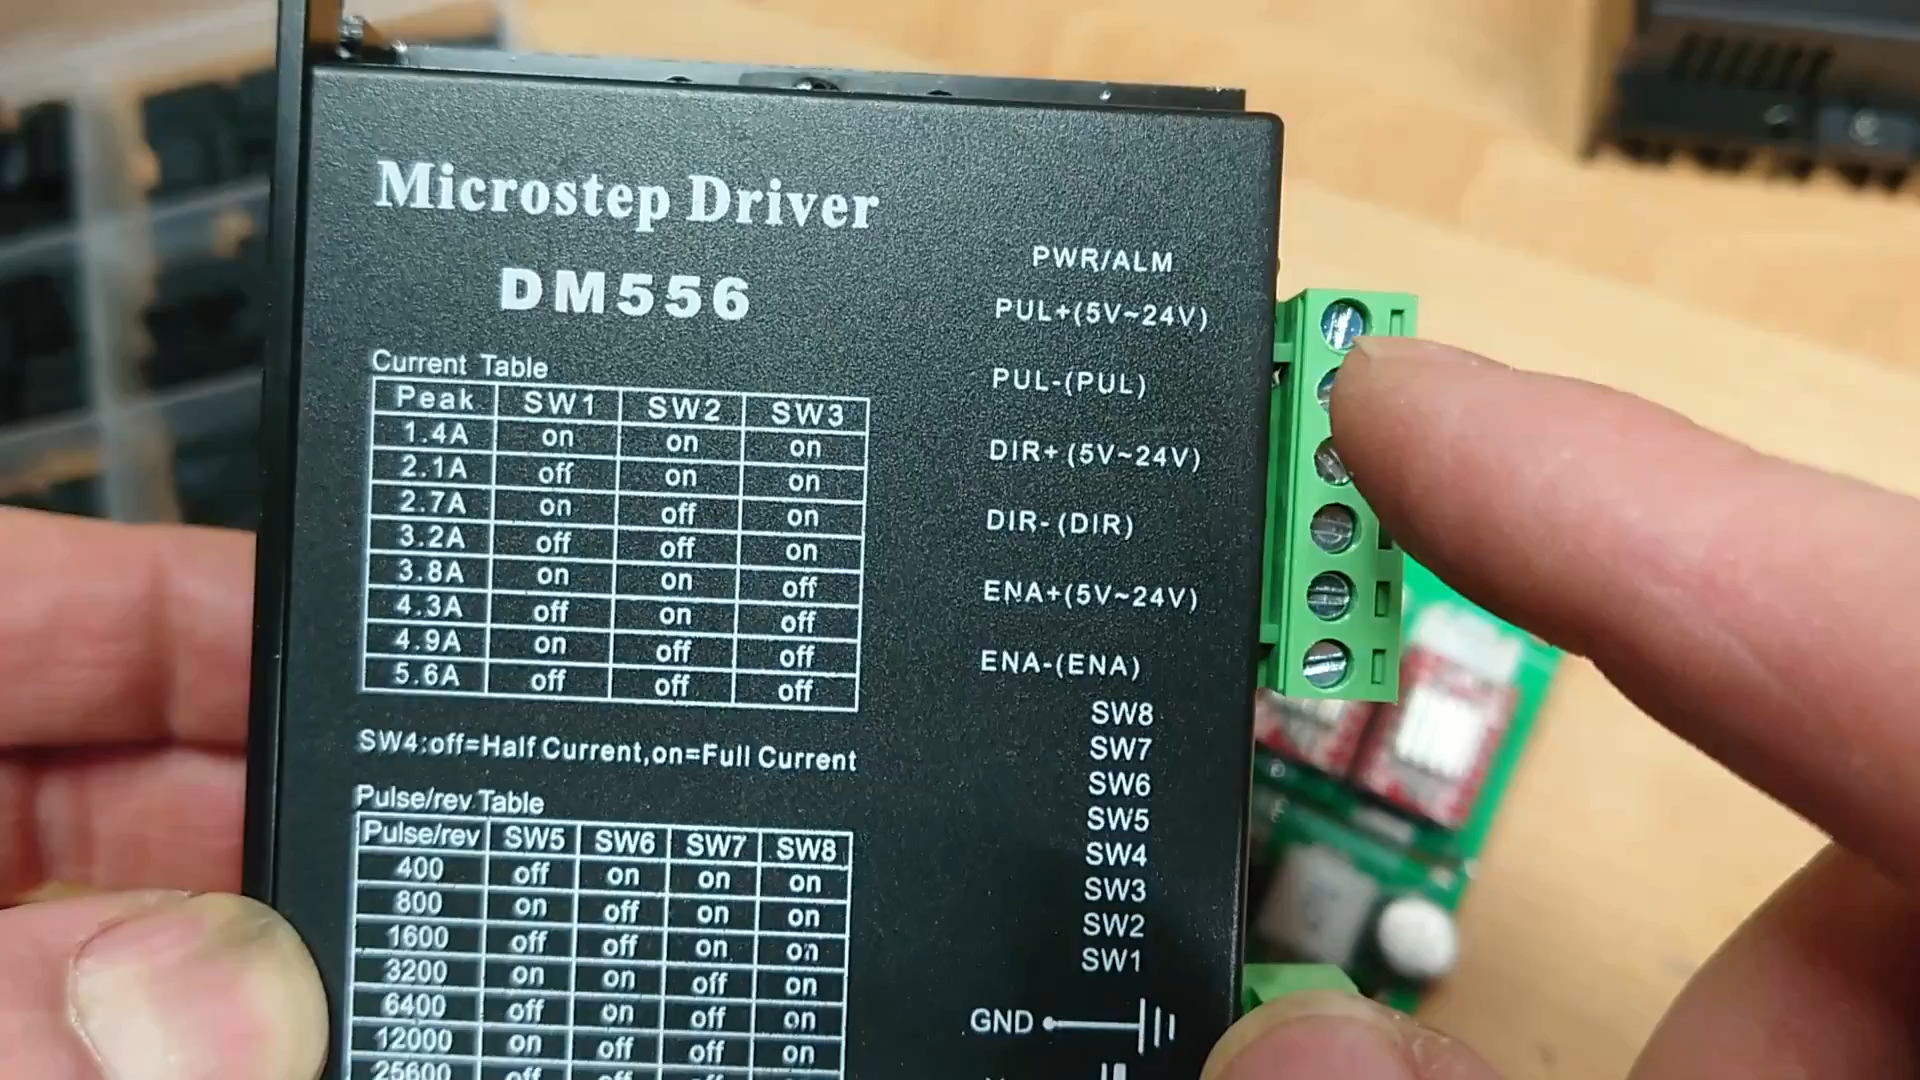 Microstep Driver
DM556
Current Table
Peak SW1 SW2 SW3
1.4A on on on
2.1A off on on
2.7A on off on
3.2A off off on
3.8A on on off
4.3A off on off
4.9A on off off
5.6A off off off
SW4:off=Half Current,on=Full Current
Pulse/rev Table
Pulse/rev SW5 SW6 SW7 SW8
400 off on on on
800 on off on on
1600 off off on on
3200 on on off on
6400 off on off on
12000 on off off on
25600 off off off on
PWR/ALM
PUL+(5V~24V)
PUL-(PUL)
DIR+(5V~24V)
DIR-(DIR)
ENA+(5V~24V)
ENA-(ENA)
SW8
SW7
SW6
SW5
SW4
SW3
SW2
SW1
GND